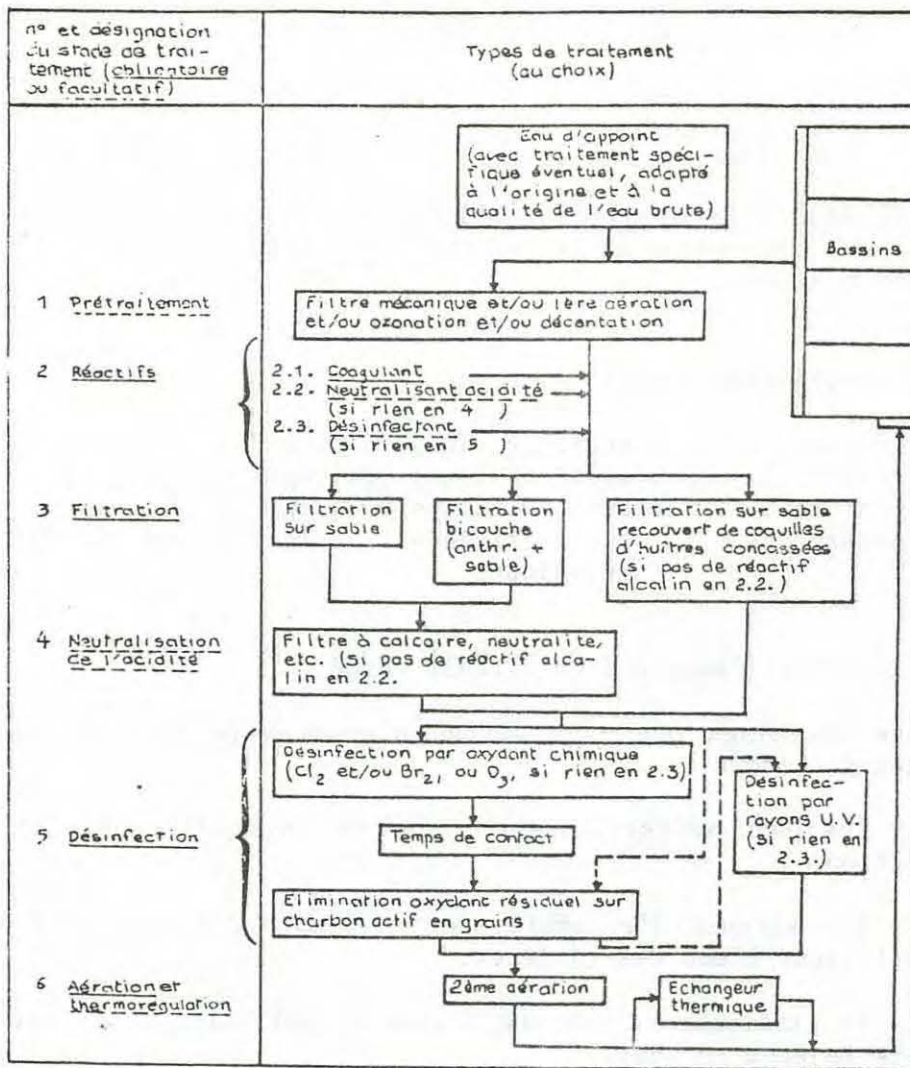 n° et désignation
du stade de trai-
tement (obligatoire
ou facultatif)
Types de traitement
(au choix)
Eau d'appoint
(avec traitement spéci-
fique éventuel, adapté
à l'origine et à la
qualité de l'eau brute)
Bassins
1 Prétraitement
Filtre mécanique et/ou 1ère aération
et/ou ozonation et/ou décantation
2 Réactifs
2.1. Coagulant
2.2. Neutralisant acidité
(si rien en 4 )
2.3. Désinfectant
(si rien en 5 )
3 Filtration
Filtration
sur sable
Filtration
bicouche
(anthr. +
sable)
Filtration sur sable
recouvert de coquilles
d'huîtres concassées
(si pas de réactif
alcalin en 2.2.)
4 Neutralisation
de l'acidité
Filtre à calcaire, neutralite,
etc. (si pas de réactif alca-
lin en 2.2.
Désinfection par oxydant chimique
(Cl2 et/ou Br2, ou O3, si rien en 2.3)
Désinfec-
tion par
rayons U.V.
(si rien en
2.3.)
5 Désinfection
Temps de contact
Elimination oxydant résiduel sur
charbon actif en grains
6 Aération et
thermorégulation
2ème aération
Echangeur
thermique